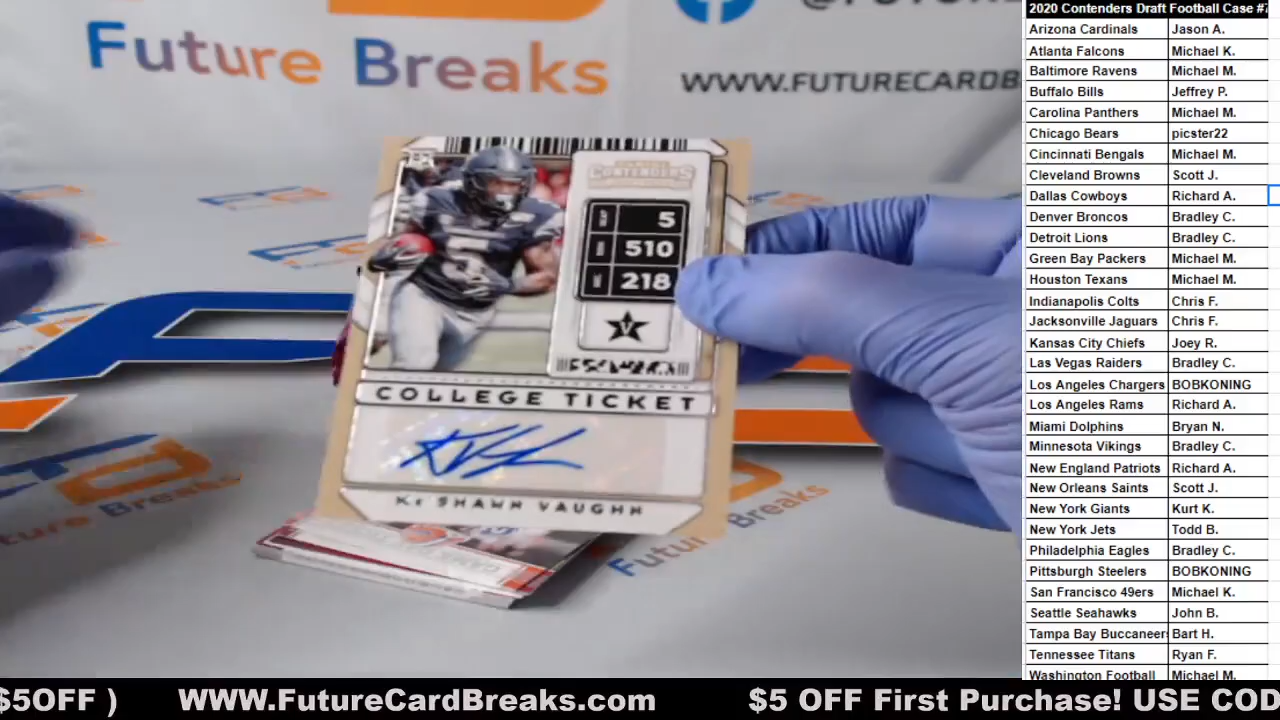 Future Breaks
WWW.FUTURECARDB
CONTENDERS
5
510
218
V
COLLEGE TICKET
KE'SHAWN VAUGHN
2020 Contenders Draft Football Case #
Arizona Cardinals Jason A.
Atlanta Falcons Michael K.
Baltimore Ravens Michael M.
Buffalo Bills Jeffrey P.
Carolina Panthers Michael M.
Chicago Bears picster22
Cincinnati Bengals Michael M.
Cleveland Browns Scott J.
Dallas Cowboys Richard A.
Denver Broncos Bradley C.
Detroit Lions Bradley C.
Green Bay Packers Michael M.
Houston Texans Michael M.
Indianapolis Colts Chris F.
Jacksonville Jaguars Chris F.
Kansas City Chiefs Joey R.
Las Vegas Raiders Bradley C.
Los Angeles Chargers BOBKONING
Los Angeles Rams Richard A.
Miami Dolphins Bryan N.
Minnesota Vikings Bradley C.
New England Patriots Richard A.
New Orleans Saints Scott J.
New York Giants Kurt K.
New York Jets Todd B.
Philadelphia Eagles Bradley C.
Pittsburgh Steelers BOBKONING
San Francisco 49ers Michael K.
Seattle Seahawks John B.
Tampa Bay Buccaneers Bart H.
Tennessee Titans Ryan F.
Washington Football Michael M.
$5OFF ) WWW.FutureCardBreaks.com $5 OFF First Purchase! USE COD